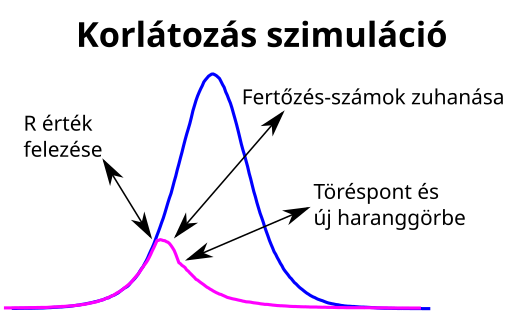 Korlátozás szimuláció
Fertőzés-számok zuhanása
R érték
felezése
Töréspont és
új haranggörbe